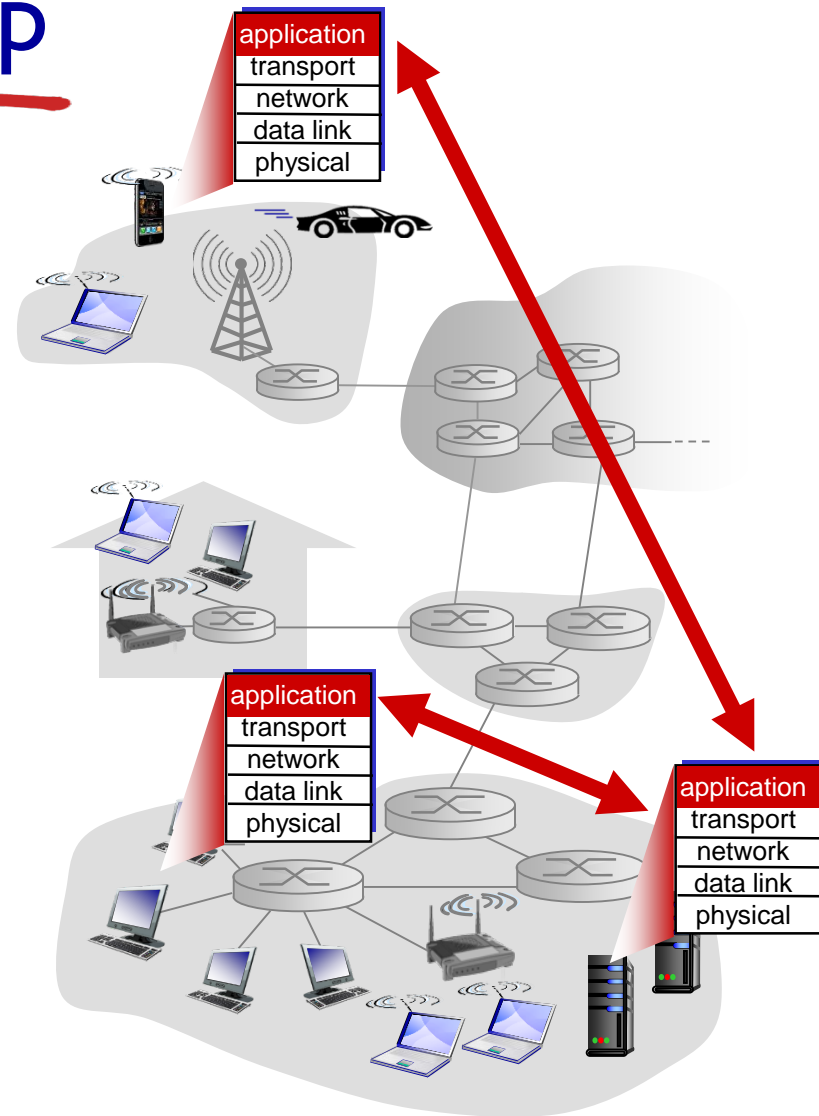 p
application
transport
network
data link
physical
application
transport
network
data link
physical
application
transport
network
data link
physical